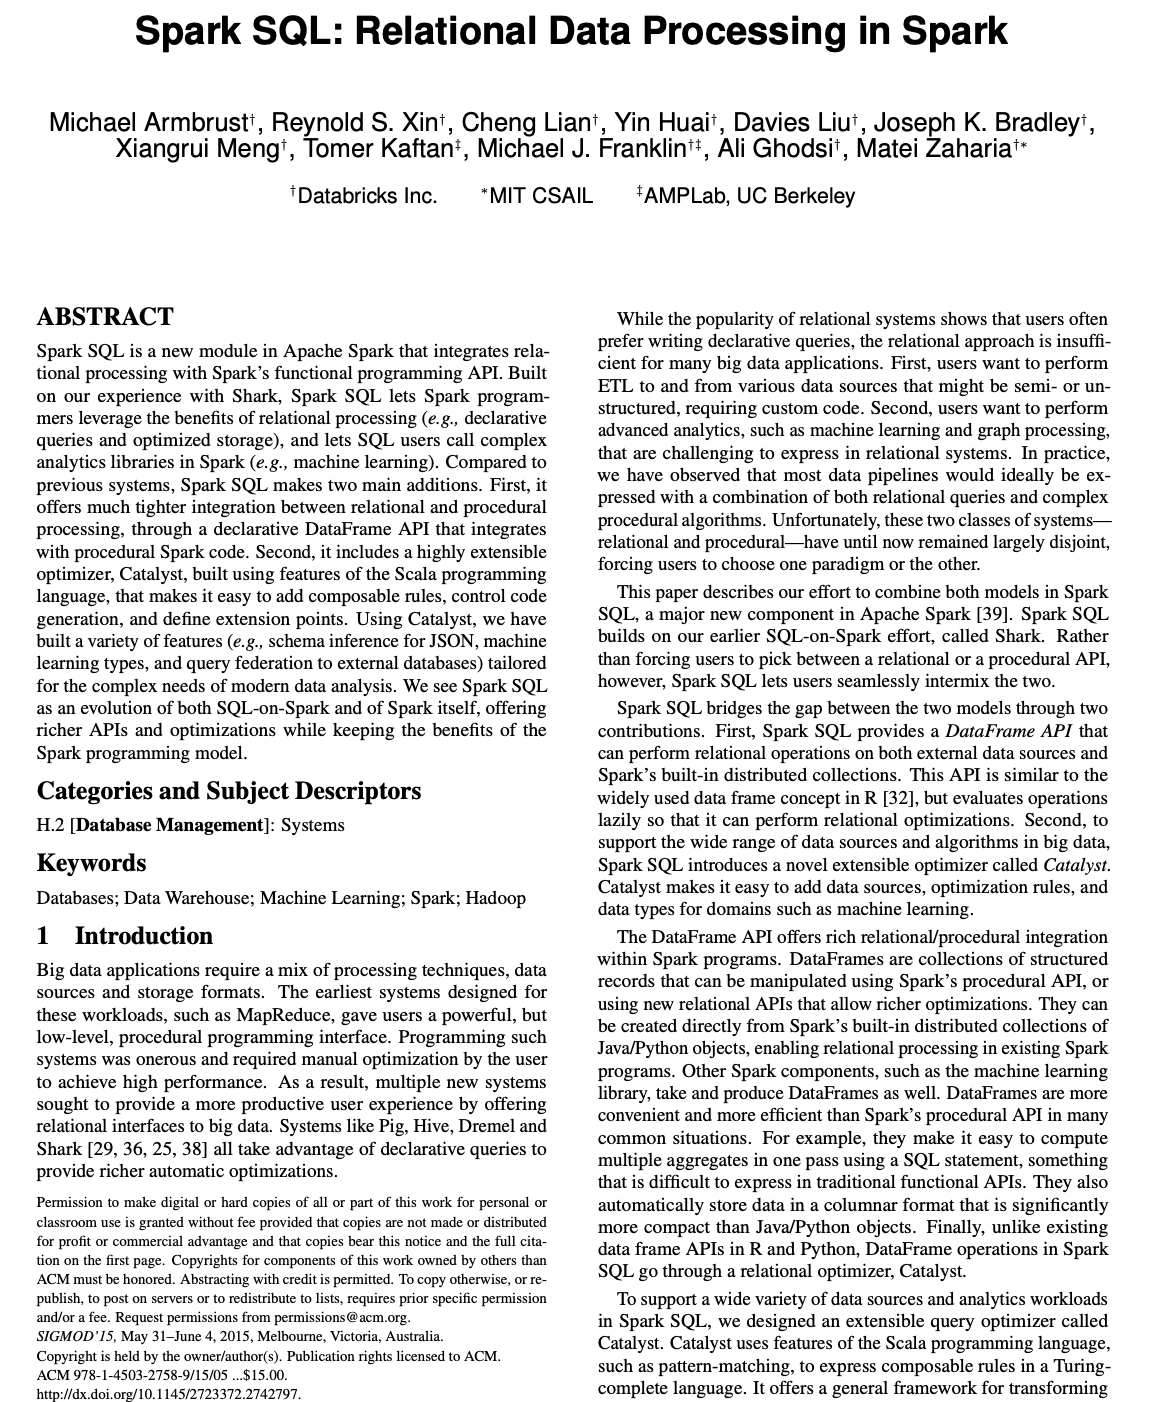 Spark SQL: Relational Data Processing in Spark
Michael Armbrust†, Reynold S. Xin†, Cheng Lian†, Yin Huai†, Davies Liu†, Joseph K. Bradley†,
Xiangrui Meng†, Tomer Kaftan‡, Michael J. Franklin†‡, Ali Ghodsi†, Matei Zaharia†*
†Databricks Inc. *MIT CSAIL ‡AMPLab, UC Berkeley
ABSTRACT
Spark SQL is a new module in Apache Spark that integrates rela-
tional processing with Spark's functional programming API. Built
on our experience with Shark, Spark SQL lets Spark program-
mers leverage the benefits of relational processing (e.g., declarative
queries and optimized storage), and lets SQL users call complex
analytics libraries in Spark (e.g., machine learning). Compared to
previous systems, Spark SQL makes two main additions. First, it
offers much tighter integration between relational and procedural
processing, through a declarative DataFrame API that integrates
with procedural Spark code. Second, it includes a highly extensible
optimizer, Catalyst, built using features of the Scala programming
language, that makes it easy to add composable rules, control code
generation, and define extension points. Using Catalyst, we have
built a variety of features (e.g., schema inference for JSON, machine
learning types, and query federation to external databases) tailored
for the complex needs of modern data analysis. We see Spark SQL
as an evolution of both SQL-on-Spark and of Spark itself, offering
richer APIs and optimizations while keeping the benefits of the
Spark programming model.
Categories and Subject Descriptors
H.2 [Database Management]: Systems
Keywords
Databases; Data Warehouse; Machine Learning; Spark; Hadoop
1 Introduction
Big data applications require a mix of processing techniques, data
sources and storage formats. The earliest systems designed for
these workloads, such as MapReduce, gave users a powerful, but
low-level, procedural programming interface. Programming such
systems was onerous and required manual optimization by the user
to achieve high performance. As a result, multiple new systems
sought to provide a more productive user experience by offering
relational interfaces to big data. Systems like Pig, Hive, Dremel and
Shark [29, 36, 25, 38] all take advantage of declarative queries to
provide richer automatic optimizations.
Permission to make digital or hard copies of all or part of this work for personal or
classroom use is granted without fee provided that copies are not made or distributed
for profit or commercial advantage and that copies bear this notice and the full cita-
tion on the first page. Copyrights for components of this work owned by others than
ACM must be honored. Abstracting with credit is permitted. To copy otherwise, or re-
publish, to post on servers or to redistribute to lists, requires prior specific permission
and/or a fee. Request permissions from permissions@acm.org.
SIGMOD'15, May 31–June 4, 2015, Melbourne, Victoria, Australia.
Copyright is held by the owner/author(s). Publication rights licensed to ACM.
ACM 978-1-4503-2758-9/15/05 ...$15.00.
http://dx.doi.org/10.1145/2723372.2742797.
While the popularity of relational systems shows that users often
prefer writing declarative queries, the relational approach is insuffi-
cient for many big data applications. First, users want to perform
ETL to and from various data sources that might be semi- or un-
structured, requiring custom code. Second, users want to perform
advanced analytics, such as machine learning and graph processing,
that are challenging to express in relational systems. In practice,
we have observed that most data pipelines would ideally be ex-
pressed with a combination of both relational queries and complex
procedural algorithms. Unfortunately, these two classes of systems—
relational and procedural—have until now remained largely disjoint,
forcing users to choose one paradigm or the other.
This paper describes our effort to combine both models in Spark
SQL, a major new component in Apache Spark [39]. Spark SQL
builds on our earlier SQL-on-Spark effort, called Shark. Rather
than forcing users to pick between a relational or a procedural API,
however, Spark SQL lets users seamlessly intermix the two.
Spark SQL bridges the gap between the two models through two
contributions. First, Spark SQL provides a DataFrame API that
can perform relational operations on both external data sources and
Spark's built-in distributed collections. This API is similar to the
widely used data frame concept in R [32], but evaluates operations
lazily so that it can perform relational optimizations. Second, to
support the wide range of data sources and algorithms in big data,
Spark SQL introduces a novel extensible optimizer called Catalyst.
Catalyst makes it easy to add data sources, optimization rules, and
data types for domains such as machine learning.
The DataFrame API offers rich relational/procedural integration
within Spark programs. DataFrames are collections of structured
records that can be manipulated using Spark's procedural API, or
using new relational APIs that allow richer optimizations. They can
be created directly from Spark's built-in distributed collections of
Java/Python objects, enabling relational processing in existing Spark
programs. Other Spark components, such as the machine learning
library, take and produce DataFrames as well. DataFrames are more
convenient and more efficient than Spark's procedural API in many
common situations. For example, they make it easy to compute
multiple aggregates in one pass using a SQL statement, something
that is difficult to express in traditional functional APIs. They also
automatically store data in a columnar format that is significantly
more compact than Java/Python objects. Finally, unlike existing
data frame APIs in R and Python, DataFrame operations in Spark
SQL go through a relational optimizer, Catalyst.
To support a wide variety of data sources and analytics workloads
in Spark SQL, we designed an extensible query optimizer called
Catalyst. Catalyst uses features of the Scala programming language,
such as pattern-matching, to express composable rules in a Turing-
complete language. It offers a general framework for transforming